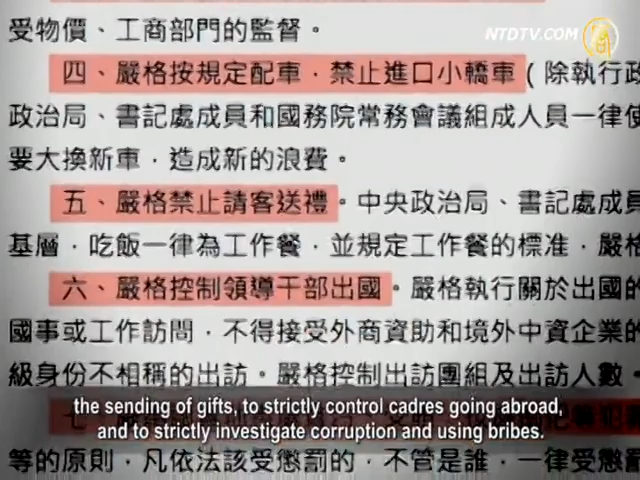 受物價、工商部門的監督。
NTDTV.COM
四、嚴格按規定配車，禁止進口小轎車（除執行政
政治局、書記處成員和國務院常務會議組成人員一律使
要大換新車，造成新的浪費。
五、嚴格禁止請客送禮。中央政治局、書記處成員
基層，吃飯一律為工作餐，並規定工作餐的標准，嚴格
六、嚴格控制領導干部出國。嚴格執行關於出國的
國事或工作訪問，不得接受外商資助和境外中資企業的
級身份不相稱的出訪。嚴格控制出訪團組及出訪人數。
the sending of gifts, to strictly control cadres going abroad,
and to strictly investigate corruption and using bribes.
等的原則，凡依法該受懲罰的，不管是誰，一律受懲罰